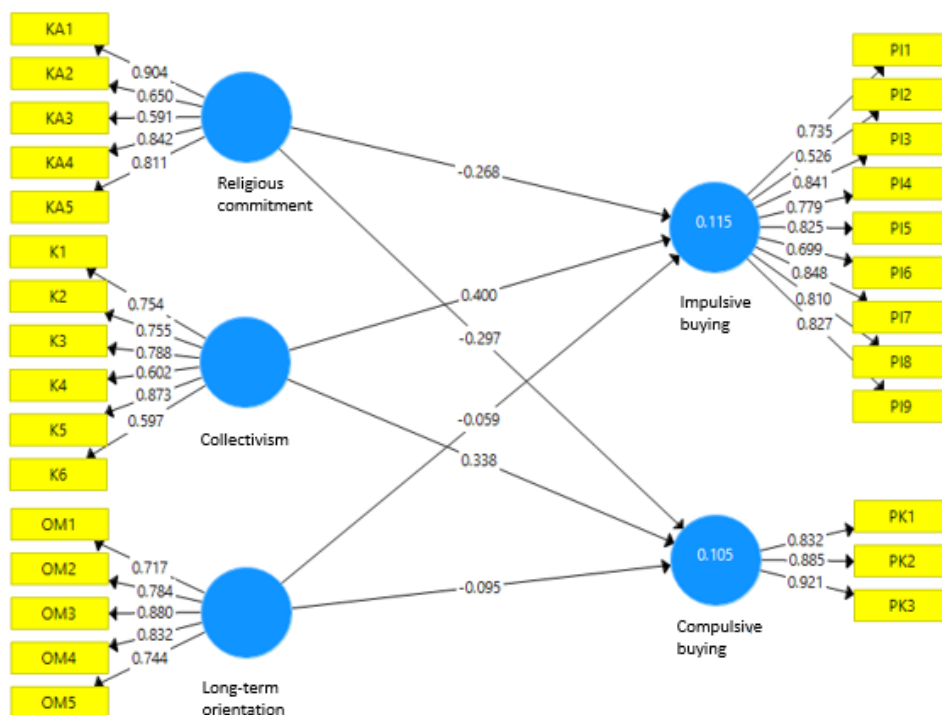 KA1
KA2
KA3
KA4
KA5
0.904
0.650
0.591
0.842
0.811
Religious
commitment
K1
K2
K3
K4
K5
K6
0.754
0.755
0.788
0.602
0.873
0.597
Collectivism
OM1
OM2
OM3
OM4
OM5
0.717
0.784
0.880
0.832
0.744
Long-term
orientation
-0.268
0.400
-0.297
-0.059
0.338
-0.095
0.115
Impulsive
buying
0.735
0.526
0.841
0.779
0.825
0.699
0.848
0.810
0.827
PI1
PI2
PI3
PI4
PI5
PI6
PI7
PI8
PI9
0.105
Compulsive
buying
0.832
0.885
0.921
PK1
PK2
PK3